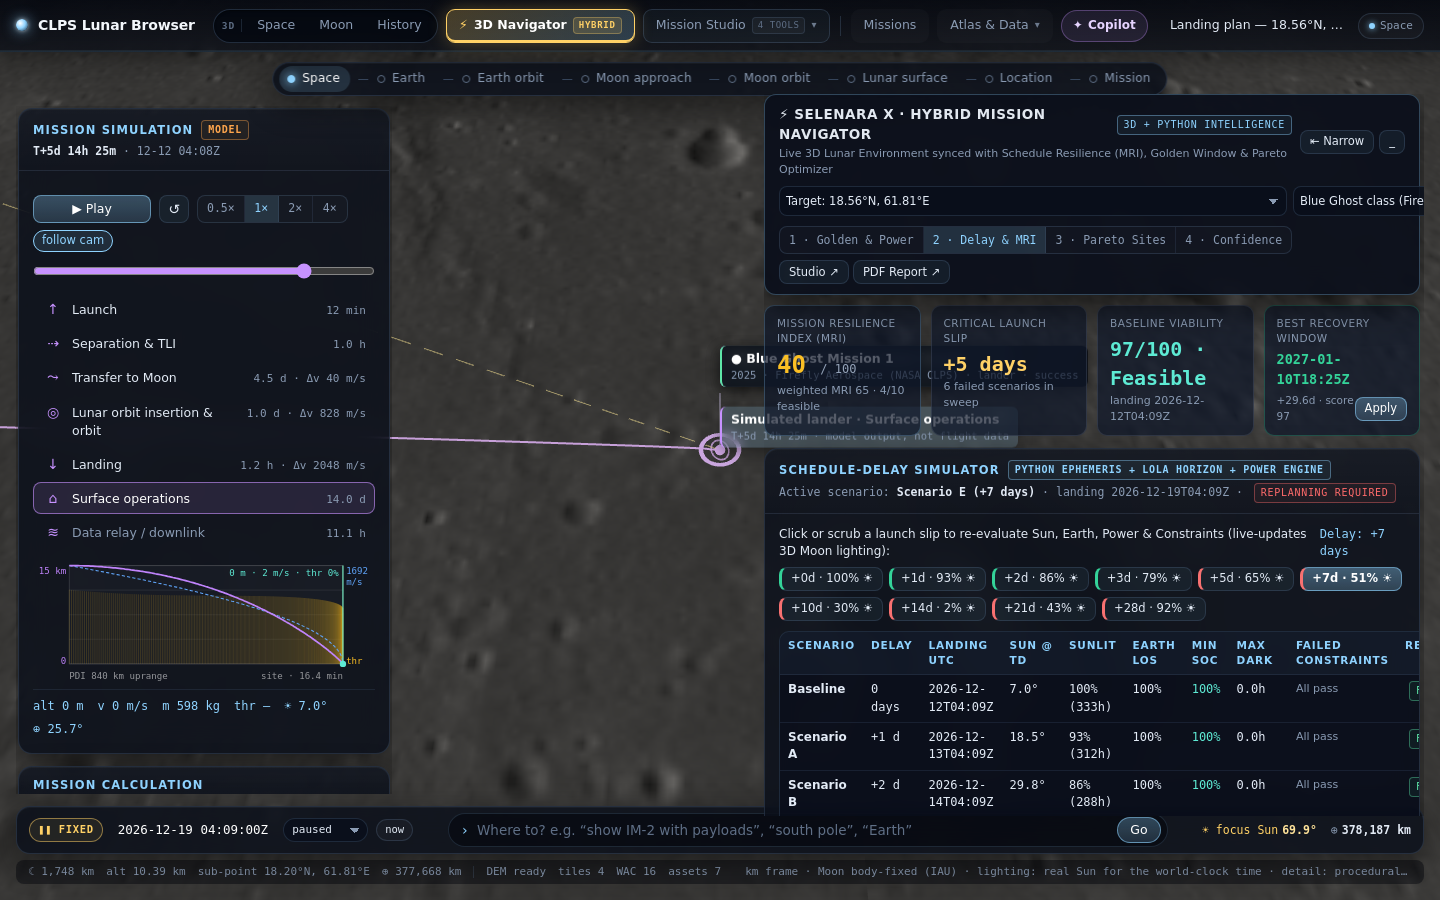 CLPS Lunar Browser
3D Space Moon History
⚡ 3D Navigator HYBRID
Mission Studio 4 TOOLS ▾
Missions
Atlas & Data ▾
✦ Copilot
Landing plan — 18.56°N, ...
Space
Space — Earth — Earth orbit — Moon approach — Moon orbit — Lunar surface — Location — Mission
MISSION SIMULATION MODEL
T+5d 14h 25m · 12-12 04:08Z
▶ Play ↺ 0.5× 1× 2× 4×
follow cam
↑ Launch 12 min
⇢ Separation & TLI 1.0 h
⤳ Transfer to Moon 4.5 d · Δv 40 m/s
◎ Lunar orbit insertion & orbit 1.0 d · Δv 828 m/s
↓ Landing 1.2 h · Δv 2048 m/s
⌂ Surface operations 14.0 d
≋ Data relay / downlink 11.1 h
15 km 0 m · 2 m/s · thr 0% 1692 m/s
0 thr
PDI 840 km uprange site · 16.4 min
alt 0 m v 0 m/s m 598 kg thr — ☀ 7.0°
⊕ 25.7°
MISSION CALCULATION
Blue Ghost Mission 1
2025 · Firefly Aerospace (NASA CLPS) · lander · success
Simulated lander · Surface operations
T+5d 14h 25m · model output, not flight data
⚡ SELENARA X · HYBRID MISSION NAVIGATOR
3D + PYTHON INTELLIGENCE
⇤ Narrow _
Live 3D Lunar Environment synced with Schedule Resilience (MRI), Golden Window & Pareto
Optimizer
Target: 18.56°N, 61.81°E
Blue Ghost class (Fire
1 · Golden & Power 2 · Delay & MRI 3 · Pareto Sites 4 · Confidence
Studio ↗ PDF Report ↗
MISSION RESILIENCE INDEX (MRI)
40 / 100
weighted MRI 65 · 4/10 feasible
CRITICAL LAUNCH SLIP
+5 days
6 failed scenarios in sweep
BASELINE VIABILITY
97/100 · Feasible
landing 2026-12-12T04:09Z
BEST RECOVERY WINDOW
2027-01-10T18:25Z
+29.6d · score 97
Apply
SCHEDULE-DELAY SIMULATOR PYTHON EPHEMERIS + LOLA HORIZON + POWER ENGINE
Active scenario: Scenario E (+7 days) · landing 2026-12-19T04:09Z · REPLANNING REQUIRED
Click or scrub a launch slip to re-evaluate Sun, Earth, Power & Constraints (live-updates 3D Moon lighting):
Delay: +7 days
+0d · 100% ☀ +1d · 93% ☀ +2d · 86% ☀ +3d · 79% ☀ +5d · 65% ☀ +7d · 51% ☀
+10d · 30% ☀ +14d · 2% ☀ +21d · 43% ☀ +28d · 92% ☀
SCENARIO DELAY LANDING UTC SUN @ TD SUNLIT EARTH LOS MIN SOC MAX DARK FAILED CONSTRAINTS RE
Baseline 0 days 2026-12-12T04:09Z 7.0° 100% (333h) 100% 100% 0.0h All pass F
Scenario A +1 d 2026-12-13T04:09Z 18.5° 93% (312h) 100% 100% 0.0h All pass F
Scenario B +2 d 2026-12-14T04:09Z 29.8° 86% (288h) 100% 100% 0.0h All pass F
❚❚ FIXED 2026-12-19 04:09:00Z paused now
› Where to? e.g. “show IM-2 with payloads”, “south pole”, “Earth” Go
☀ focus Sun 69.9° ⊕ 378,187 km
☾ 1,748 km alt 10.39 km sub-point 18.20°N, 61.81°E ⊕ 377,668 km DEM ready tiles 4 WAC 16 assets 7 km frame · Moon body-fixed (IAU) · lighting: real Sun for the world-clock time · detail: procedural…